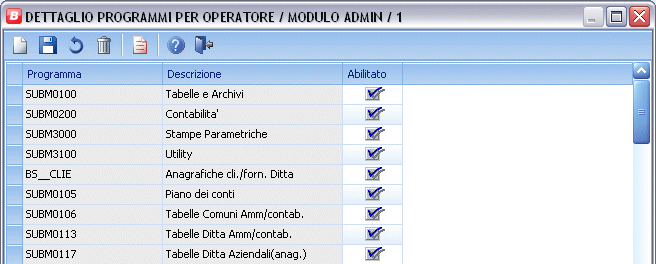 B DETTAGLIO PROGRAMMI PER OPERATORE / MODULO ADMIN / 1
Programma Descrizione Abilitato
SUBM0100 Tabelle e Archivi
SUBM0200 Contabilita'
SUBM3000 Stampe Parametriche
SUBM3100 Utility
BS__CLIE Anagrafiche cli./forn. Ditta
SUBM0105 Piano dei conti
SUBM0106 Tabelle Comuni Amm/contab.
SUBM0113 Tabelle Ditta Amm/contab.
SUBM0117 Tabelle Ditta Aziendali(anag.)